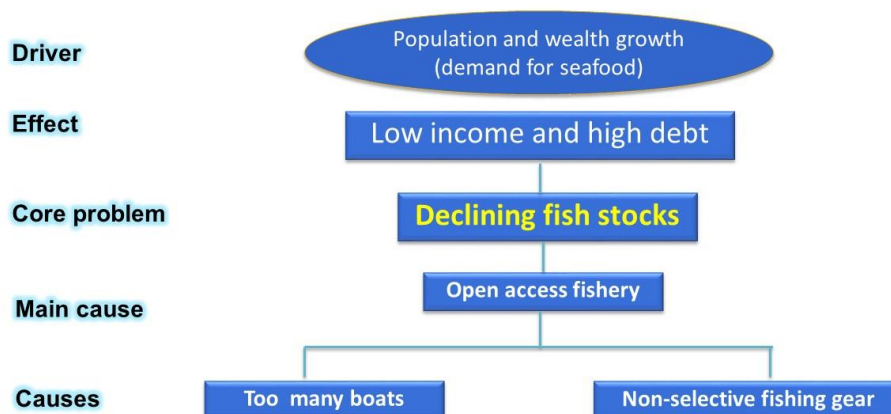 Driver
Population and wealth growth
(demand for seafood)
Effect
Low income and high debt
Core problem
Declining fish stocks
Main cause
Open access fishery
Causes
Too many boats
Non-selective fishing gear